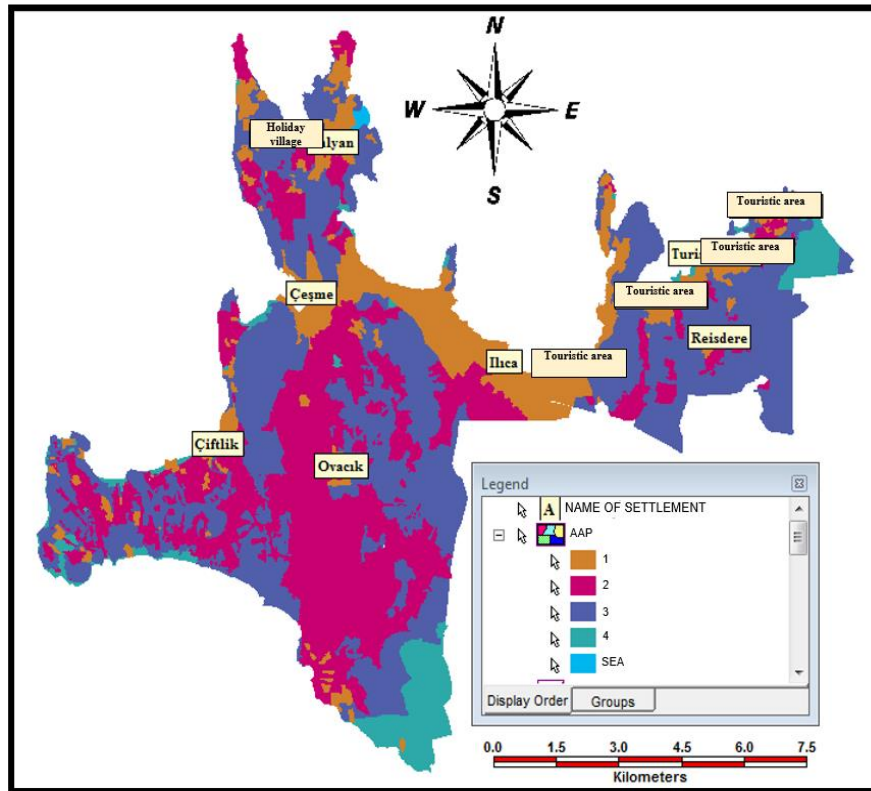 N
W
E
S
Holiday
village
Touristic area
Touristic area
Touristic area
Çeşme
Reisdere
Ilıca
Touristic area
Çiftlik
Ovacık
Legend
A NAME OF SETTLEMENT
AAP
1
2
3
4
SEA
Display Order Groups
0.0 1.5 3.0 4.5 6.0 7.5
Kilometers